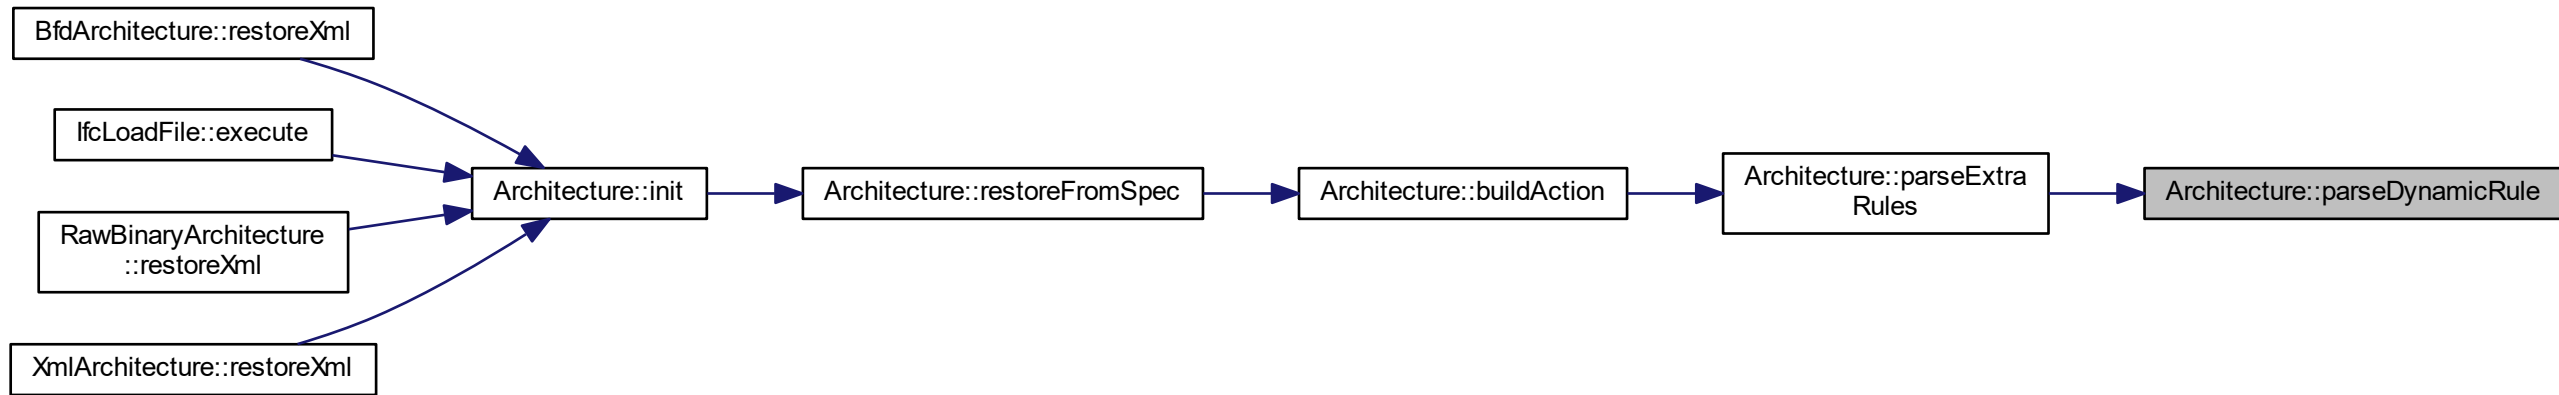 BfdArchitecture::restoreXml
IfcLoadFile::execute
RawBinaryArchitecture
::restoreXml
XmlArchitecture::restoreXml
Architecture::init
Architecture::restoreFromSpec
Architecture::buildAction
Architecture::parseExtra
Rules
Architecture::parseDynamicRule